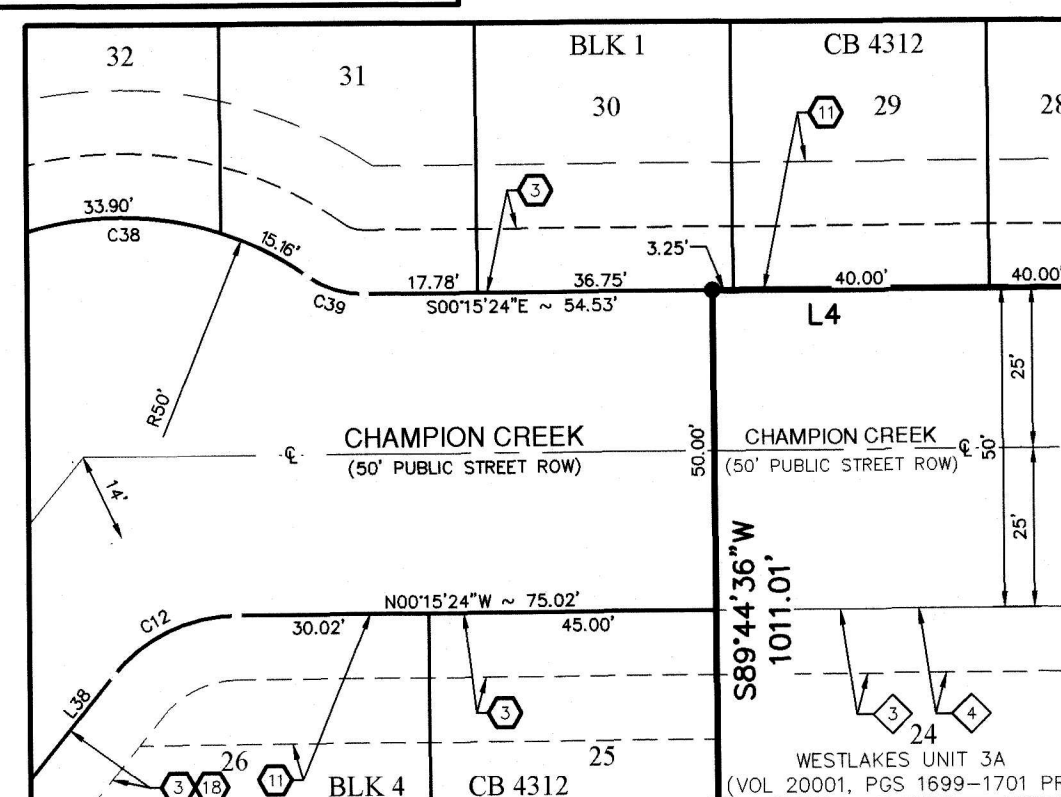 32
31
BLK 1
30
CB 4312
29
28
11
3
33.90'
C38
15.16'
C39
17.78'
36.75'
S00°15'24"E ~ 54.53'
3.25'
40.00'
40.00'
L4
R50'
14'
℄
CHAMPION CREEK
(50' PUBLIC STREET ROW)
50.00'
CHAMPION CREEK
(50' PUBLIC STREET ROW)
℄
50'
25'
25'
S89°44'36"W
1011.01'
N00°15'24"W ~ 75.02'
30.02'
45.00'
C12
L38
3
3
4
24
WESTLAKES UNIT 3A
(VOL 20001, PGS 1699-1701 PR
26
25
3
18
11
BLK 4
CB 4312